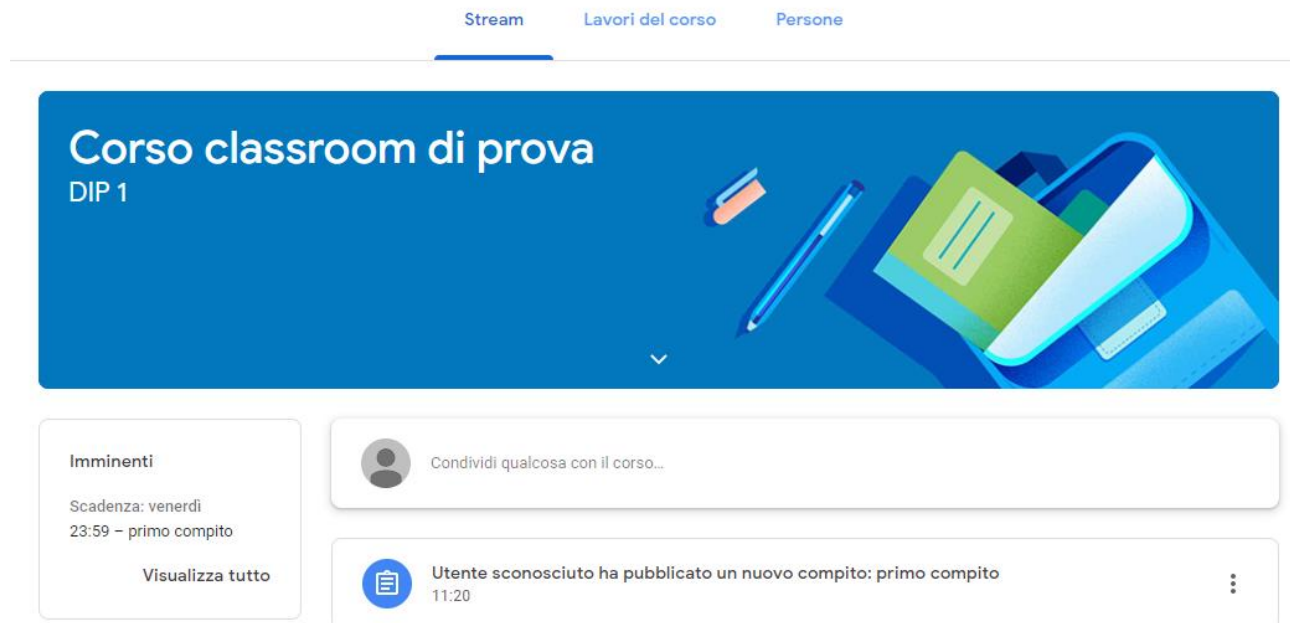 Stream Lavori del corso Persone
Corso classroom di prova
DIP 1
Imminenti
Scadenza: venerdì
23:59 – primo compito
Visualizza tutto
Condividi qualcosa con il corso...
Utente sconosciuto ha pubblicato un nuovo compito: primo compito
11:20